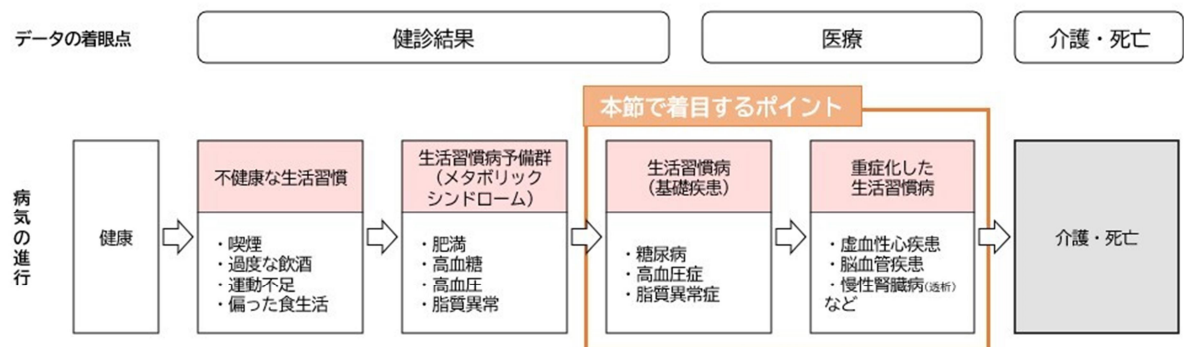 データの着眼点
健診結果
医療
介護・死亡
本節で着目するポイント
病気の進行
健康
不健康な生活習慣
・喫煙
・過度な飲酒
・運動不足
・偏った食生活
生活習慣病予備群
（メタボリック
シンドローム）
・肥満
・高血糖
・高血圧
・脂質異常
生活習慣病
（基礎疾患）
・糖尿病
・高血圧症
・脂質異常症
重症化した
生活習慣病
・虚血性心疾患
・脳血管疾患
・慢性腎臓病（透析）
など
介護・死亡